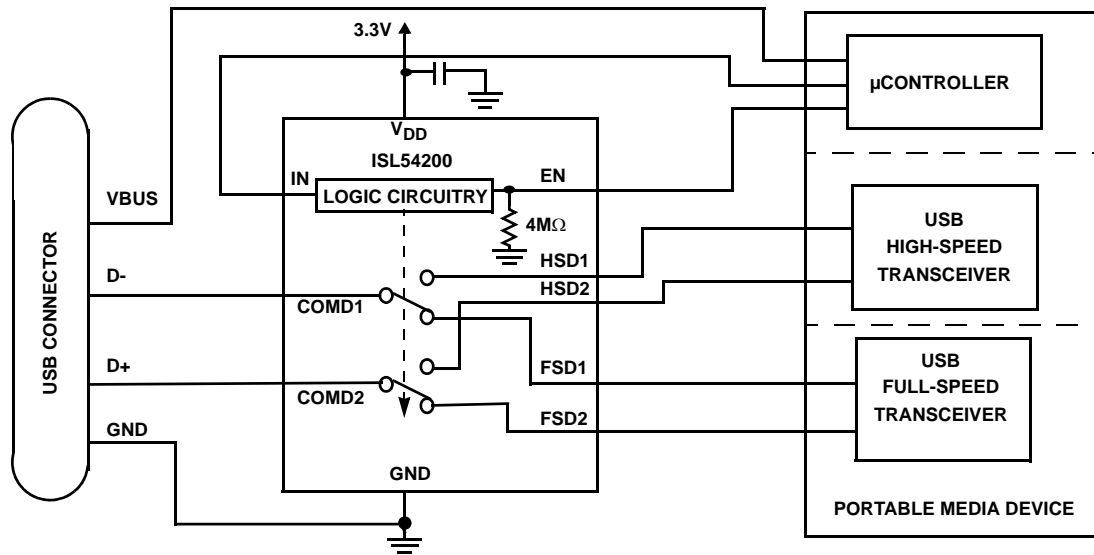 3.3V
µCONTROLLER
VDD
ISL54200
IN
EN
LOGIC CIRCUITRY
VBUS
4MΩ
USB
HIGH-SPEED
TRANSCEIVER
HSD1
HSD2
D-
COMD1
USB CONNECTOR
USB
FULL-SPEED
TRANSCEIVER
D+
FSD1
COMD2
FSD2
GND
GND
PORTABLE MEDIA DEVICE